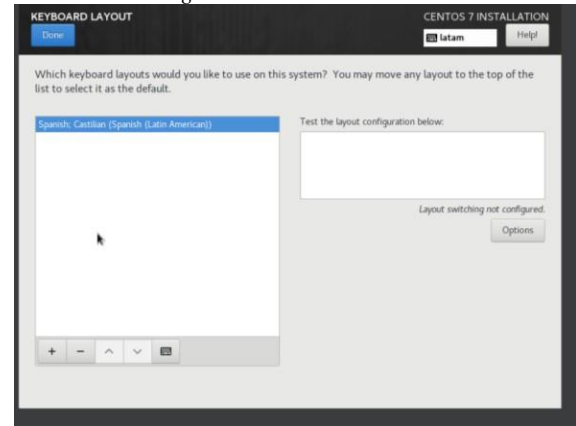 KEYBOARD LAYOUT
CENTOS 7 INSTALLATION
Done
latam
Help!
Which keyboard layouts would you like to use on this system? You may move any layout to the top of the
list to select it as the default.
Spanish; Castilian (Spanish (Latin American))
Test the layout configuration below:
Layout switching not configured.
Options